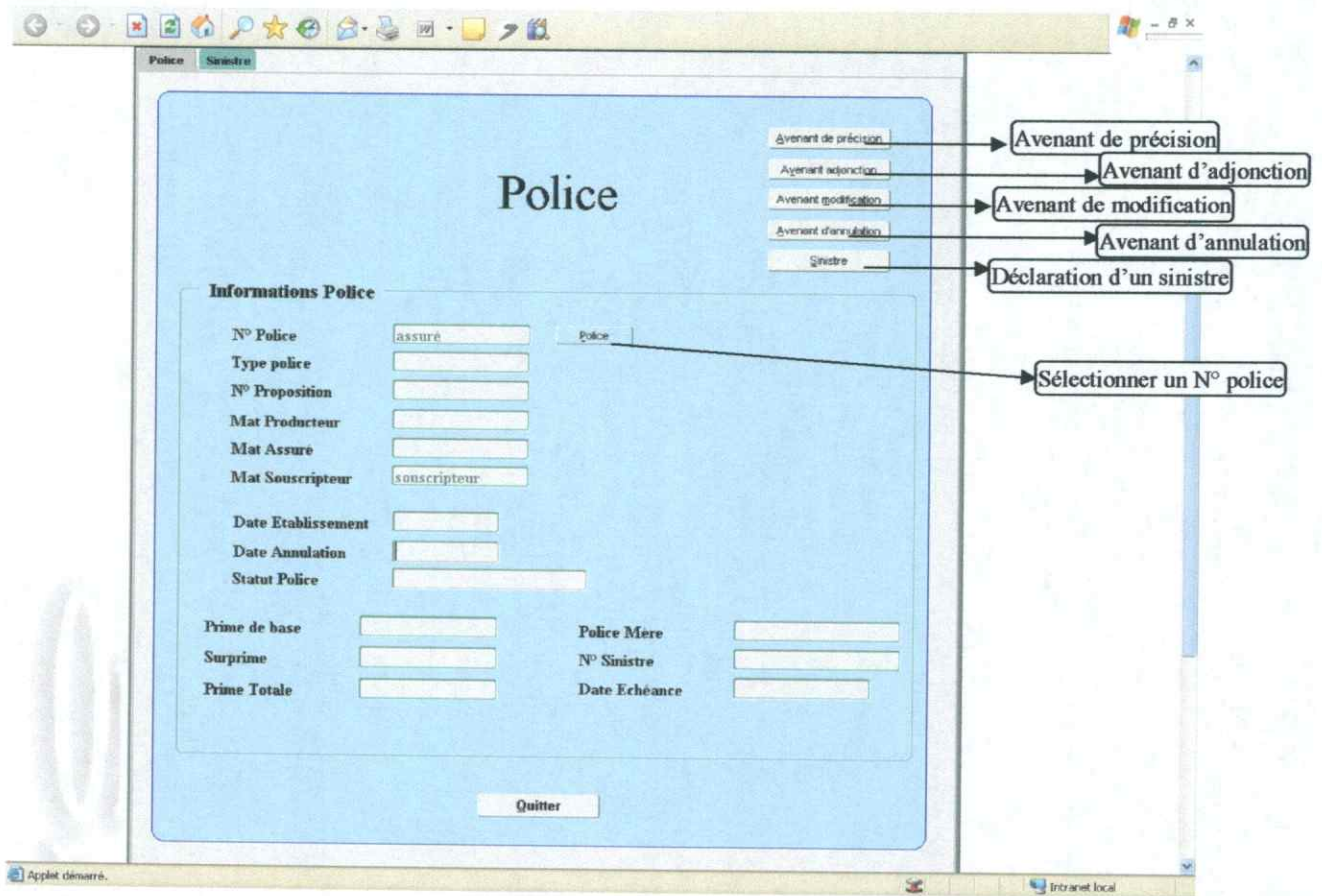 Police Sinistre
Avenant de précision
Avenant de précision
Avenant adjonction
Avenant d'adjonction
Police
Avenant modification
Avenant de modification
Avenant d'annulation
Avenant d'annulation
Sinistre
Déclaration d'un sinistre
Informations Police
N° Police assuré Police
Type police
Sélectionner un N° police
N° Proposition
Mat Producteur
Mat Assuré
Mat Souscripteur souscripteur
Date Etablissement
Date Annulation
Statut Police
Prime de base Police Mère
Surprime N° Sinistre
Prime Totale Date Echéance
Quitter
Applet démarré. Intranet local